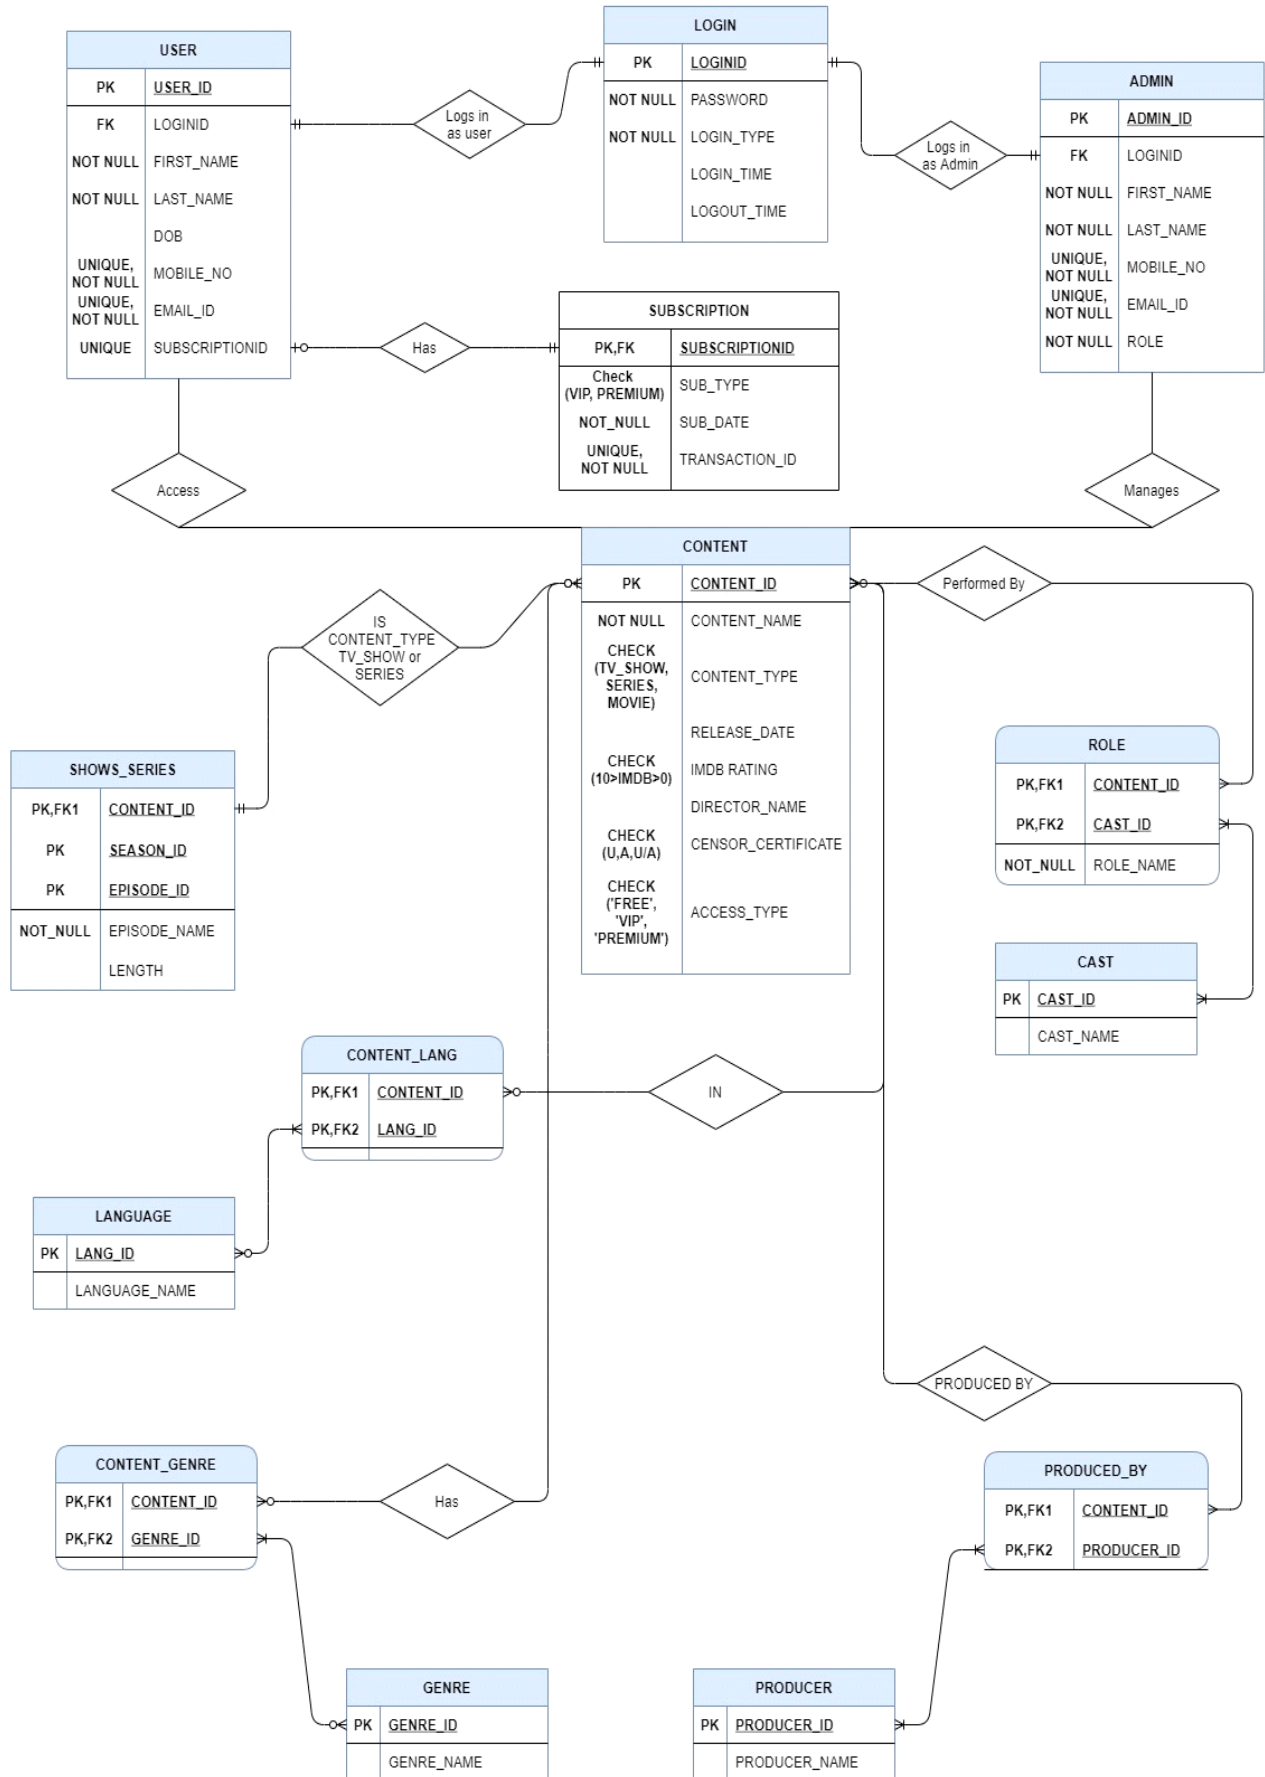 USER
PK USER_ID
FK LOGINID
NOT NULL FIRST_NAME
NOT NULL LAST_NAME
DOB
UNIQUE,
NOT NULL MOBILE_NO
UNIQUE,
NOT NULL EMAIL_ID
UNIQUE SUBSCRIPTIONID
Logs in
as user
LOGIN
PK LOGINID
NOT NULL PASSWORD
NOT NULL LOGIN_TYPE
LOGIN_TIME
LOGOUT_TIME
Logs in
as Admin
ADMIN
PK ADMIN_ID
FK LOGINID
NOT NULL FIRST_NAME
NOT NULL LAST_NAME
UNIQUE,
NOT NULL MOBILE_NO
UNIQUE,
NOT NULL EMAIL_ID
NOT NULL ROLE
Has
SUBSCRIPTION
PK,FK SUBSCRIPTIONID
Check
(VIP, PREMIUM) SUB_TYPE
NOT_NULL SUB_DATE
UNIQUE,
NOT NULL TRANSACTION_ID
Access
Manages
CONTENT
PK CONTENT_ID
NOT NULL CONTENT_NAME
CHECK
(TV_SHOW,
SERIES,
MOVIE) CONTENT_TYPE
RELEASE_DATE
CHECK
(10>IMDB>0) IMDB RATING
DIRECTOR_NAME
CHECK
(U,A,U/A) CENSOR_CERTIFICATE
CHECK
('FREE',
'VIP',
'PREMIUM') ACCESS_TYPE
Performed By
IS
CONTENT_TYPE
TV_SHOW or
SERIES
SHOWS_SERIES
PK,FK1 CONTENT_ID
PK SEASON_ID
PK EPISODE_ID
NOT_NULL EPISODE_NAME
LENGTH
ROLE
PK,FK1 CONTENT_ID
PK,FK2 CAST_ID
NOT_NULL ROLE_NAME
CAST
PK CAST_ID
CAST_NAME
CONTENT_LANG
PK,FK1 CONTENT_ID
PK,FK2 LANG_ID
IN
LANGUAGE
PK LANG_ID
LANGUAGE_NAME
PRODUCED BY
CONTENT_GENRE
PK,FK1 CONTENT_ID
PK,FK2 GENRE_ID
Has
PRODUCED_BY
PK,FK1 CONTENT_ID
PK,FK2 PRODUCER_ID
GENRE
PK GENRE_ID
GENRE_NAME
PRODUCER
PK PRODUCER_ID
PRODUCER_NAME